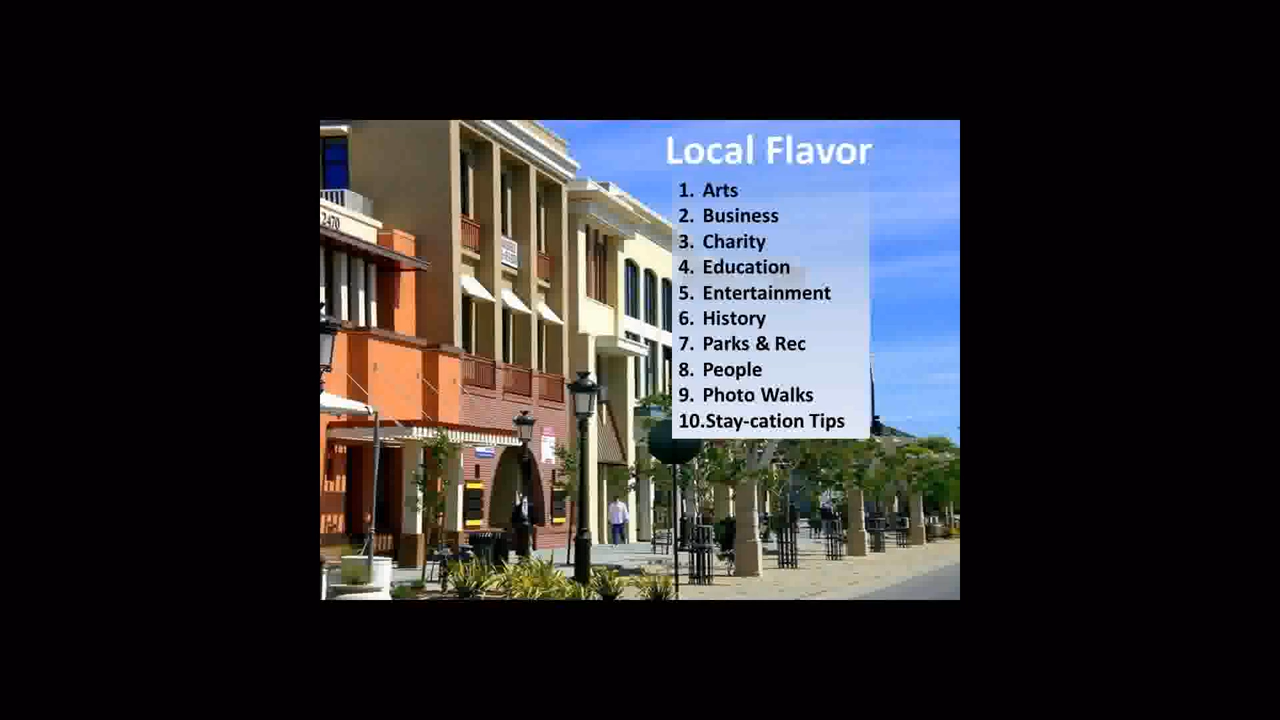 Local Flavor
1. Arts
2. Business
3. Charity
4. Education
5. Entertainment
6. History
7. Parks & Rec
8. People
9. Photo Walks
10.Stay-cation Tips
2470